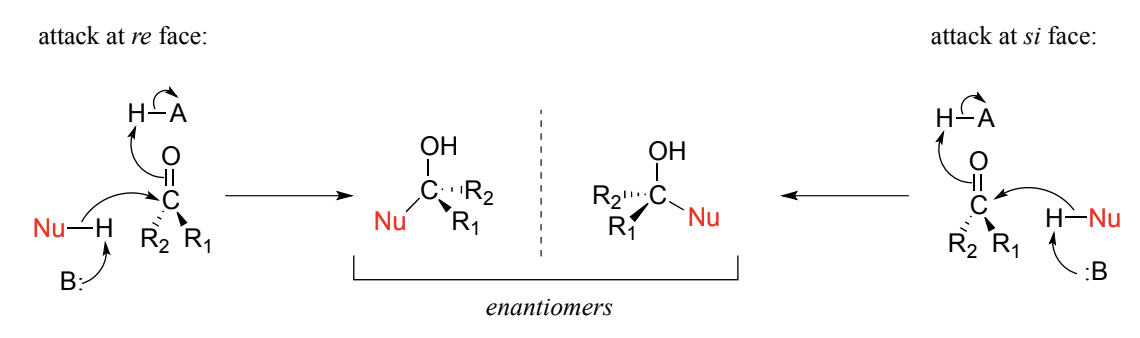 attack at re face:
attack at si face:
H–A
O
C
Nu–H
R2 R1
B:
OH
C
R2
Nu
R1
OH
R2
C
R1
Nu
H–A
O
C
H–Nu
R2 R1
:B
enantiomers